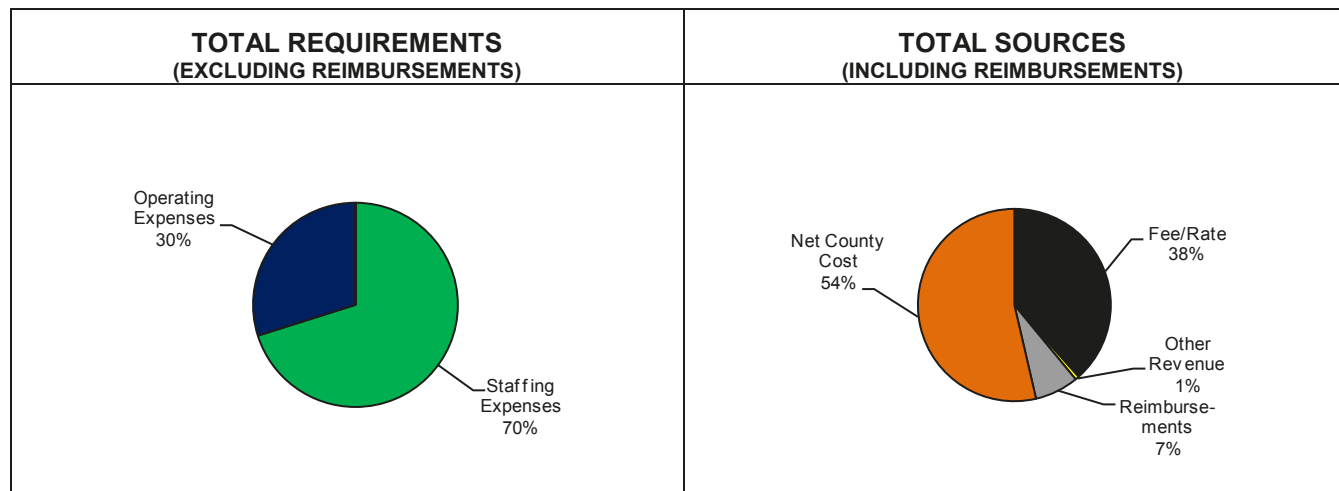 TOTAL REQUIREMENTS
(EXCLUDING REIMBURSEMENTS)
TOTAL SOURCES
(INCLUDING REIMBURSEMENTS)
Operating
Expenses
30%
Staffing
Expenses
70%
Net County
Cost
54%
Fee/Rate
38%
Other
Revenue
1%
Reimburse-
ments
7%